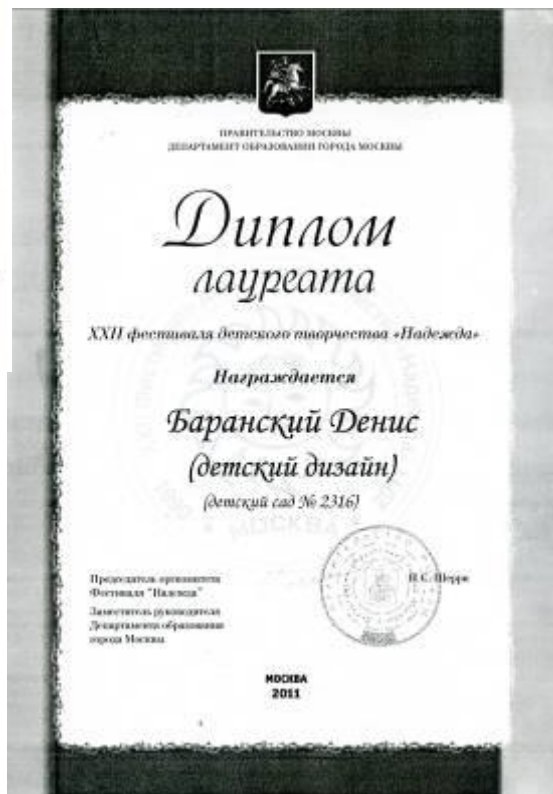 ПРАВИТЕЛЬСТВО МОСКВЫ
ДЕПАРТАМЕНТ ОБРАЗОВАНИЯ ГОРОДА МОСКВЫ
Диплом
лауреата
XXII фестиваля детского творчества «Надежда»
Награждается
Баранский Денис
(детский дизайн)
(детский сад № 2316)
Председатель оргкомитета
Фестиваля "Надежда"
Заместитель руководителя
Департамента образования
города Москвы
МОСКВА
МОСКВА
2011